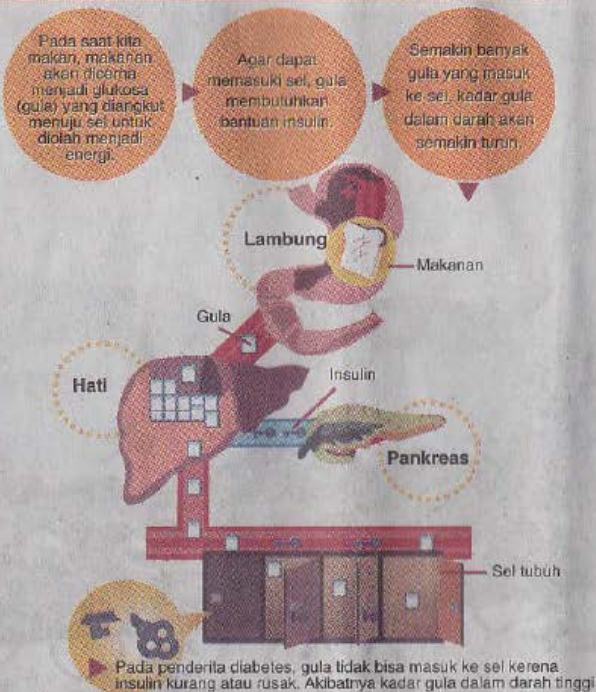 Pada saat kita
makan, makanan
akan dicerna
menjadi glukosa
(gula) yang diangkut
menuju sel untuk
diolah menjadi
energi.
Agar dapat
memasuki sel, gula
membutuhkan
bantuan insulin.
Semakin banyak
gula yang masuk
ke sel, kadar gula
dalam darah akan
semakin turun.
Lambung
Makanan
Gula
Hati
Insulin
Pankreas
Sel tubuh
Pada penderita diabetes, gula tidak bisa masuk ke sel kerena
insulin kurang atau rusak. Akibatnya kadar gula dalam darah tinggi